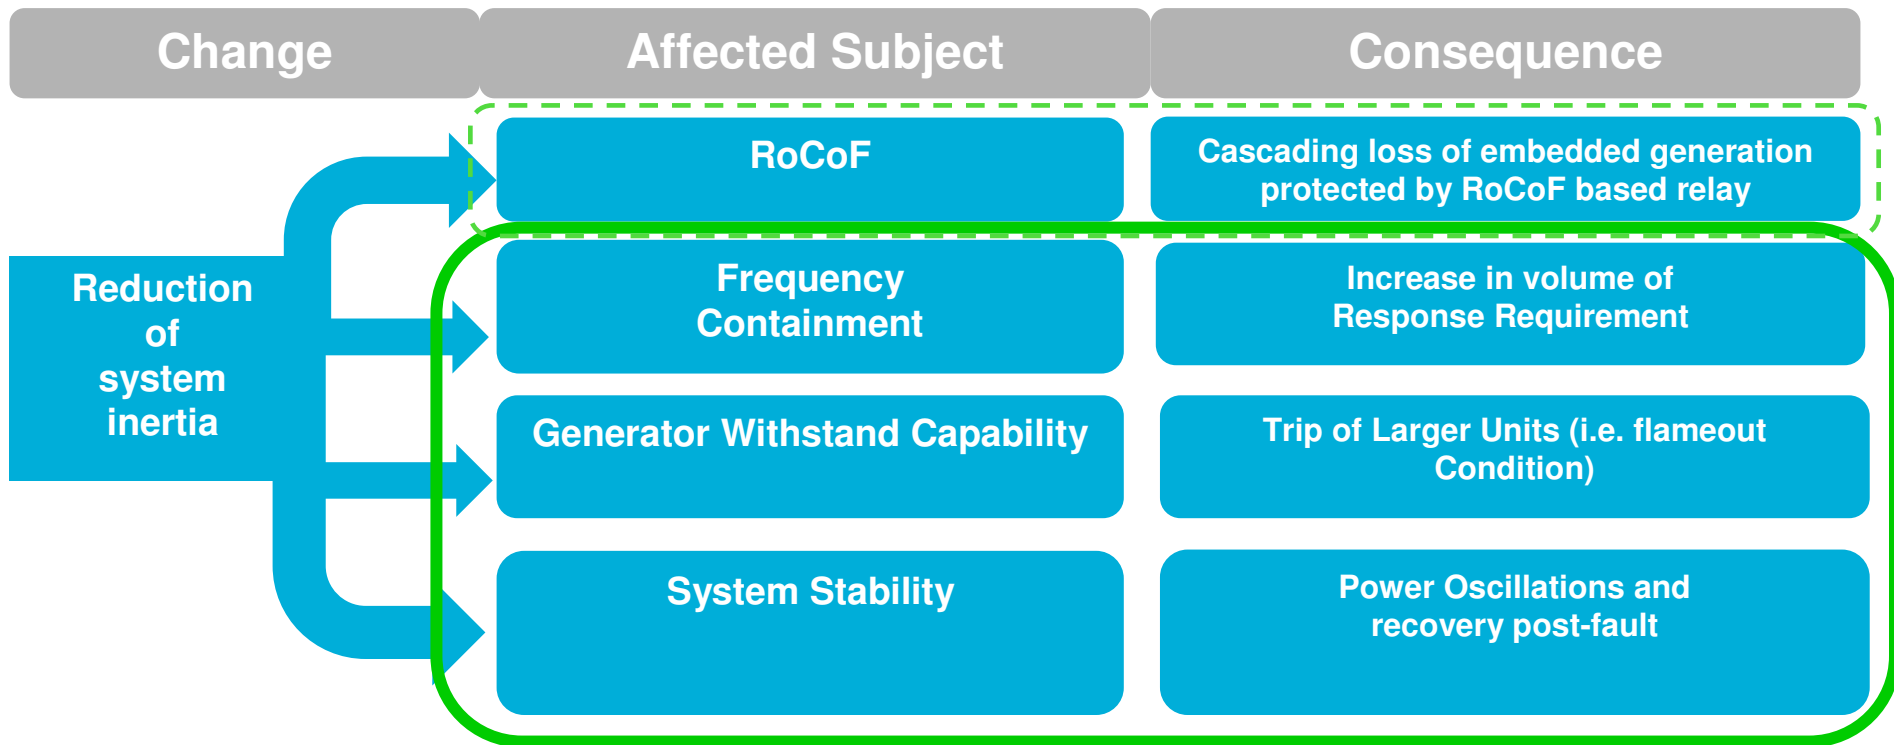 Change
Affected Subject
Consequence
Reduction
of
system
inertia
RoCoF
Cascading loss of embedded generation
protected by RoCoF based relay
Frequency
Containment
Increase in volume of
Response Requirement
Generator Withstand Capability
Trip of Larger Units (i.e. flameout
Condition)
System Stability
Power Oscillations and
recovery post-fault